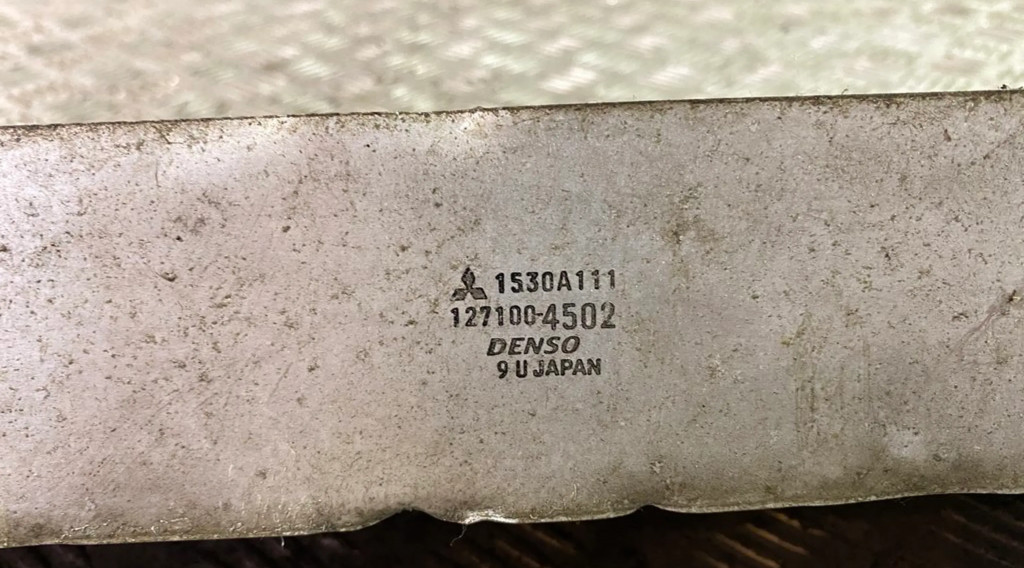 1530A111
127100-4502
DENSO
9 U JAPAN